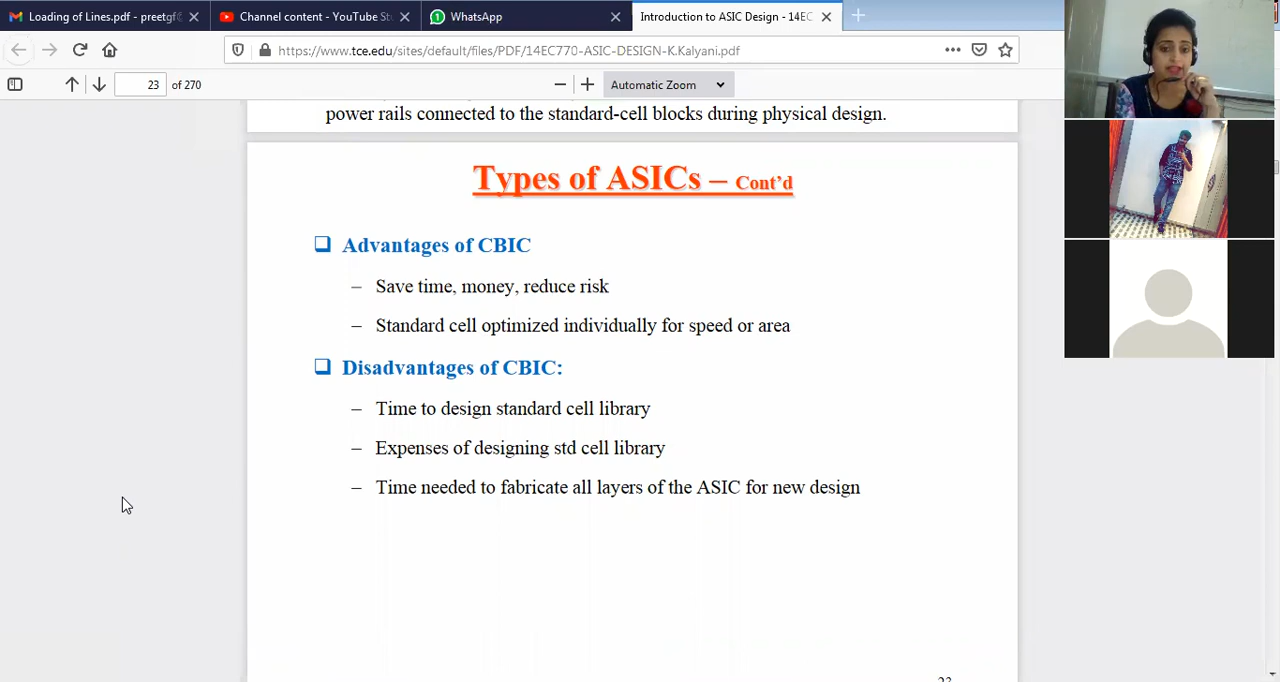 Loading of Lines.pdf - preetgf@
Channel content - YouTube St
WhatsApp
Introduction to ASIC Design - 14EC
https://www.tce.edu/sites/default/files/PDF/14EC770-ASIC-DESIGN-K.Kalyani.pdf
23 of 270
Automatic Zoom
power rails connected to the standard-cell blocks during physical design.
Types of ASICs – Cont’d
❑ Advantages of CBIC
– Save time, money, reduce risk
– Standard cell optimized individually for speed or area
❑ Disadvantages of CBIC:
– Time to design standard cell library
– Expenses of designing std cell library
– Time needed to fabricate all layers of the ASIC for new design
23